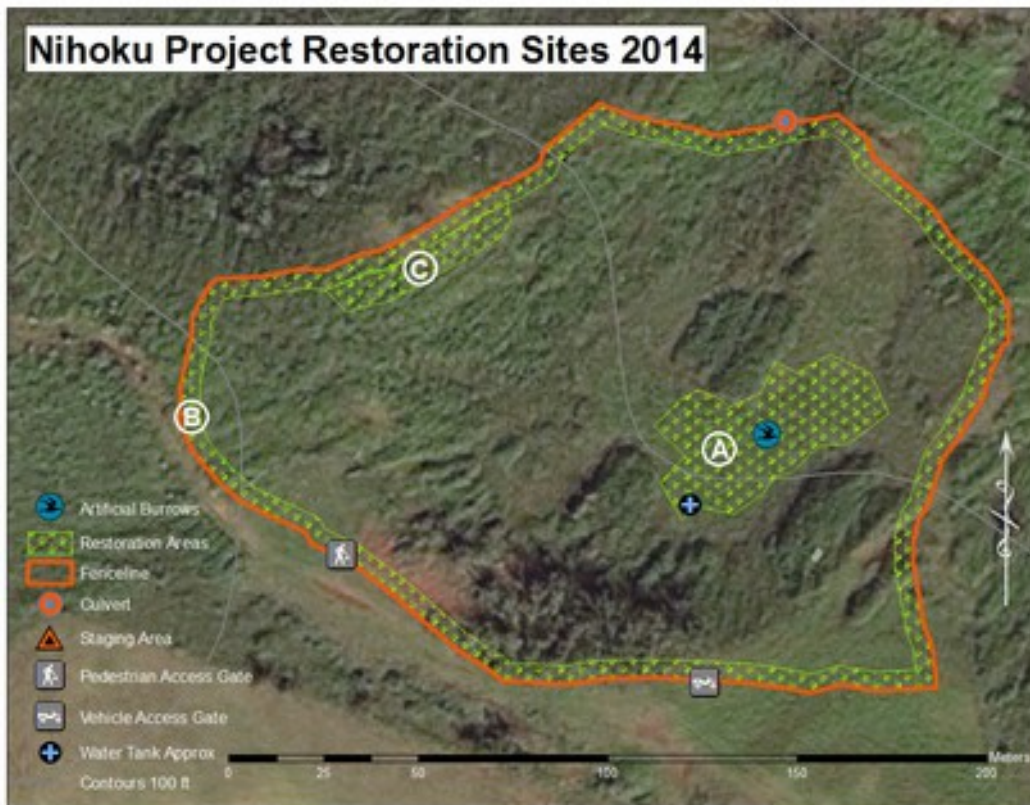 Nihoku Project Restoration Sites 2014
C
B
A
Artificial Burrows
Restoration Areas
Fenceline
Culvert
Staging Area
Pedestrian Access Gate
Vehicle Access Gate
Water Tank Approx
Contours 100 ft
0 25 50 100 150 200
Meters